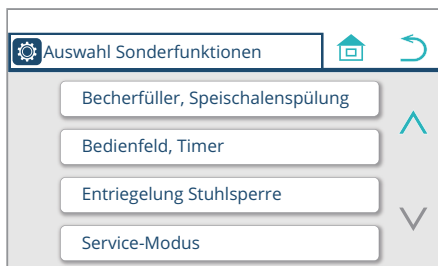 Auswahl Sonderfunktionen
Becherfüller, Speischalenspülung
Bedienfeld, Timer
Entriegelung Stuhlsperre
Service-Modus